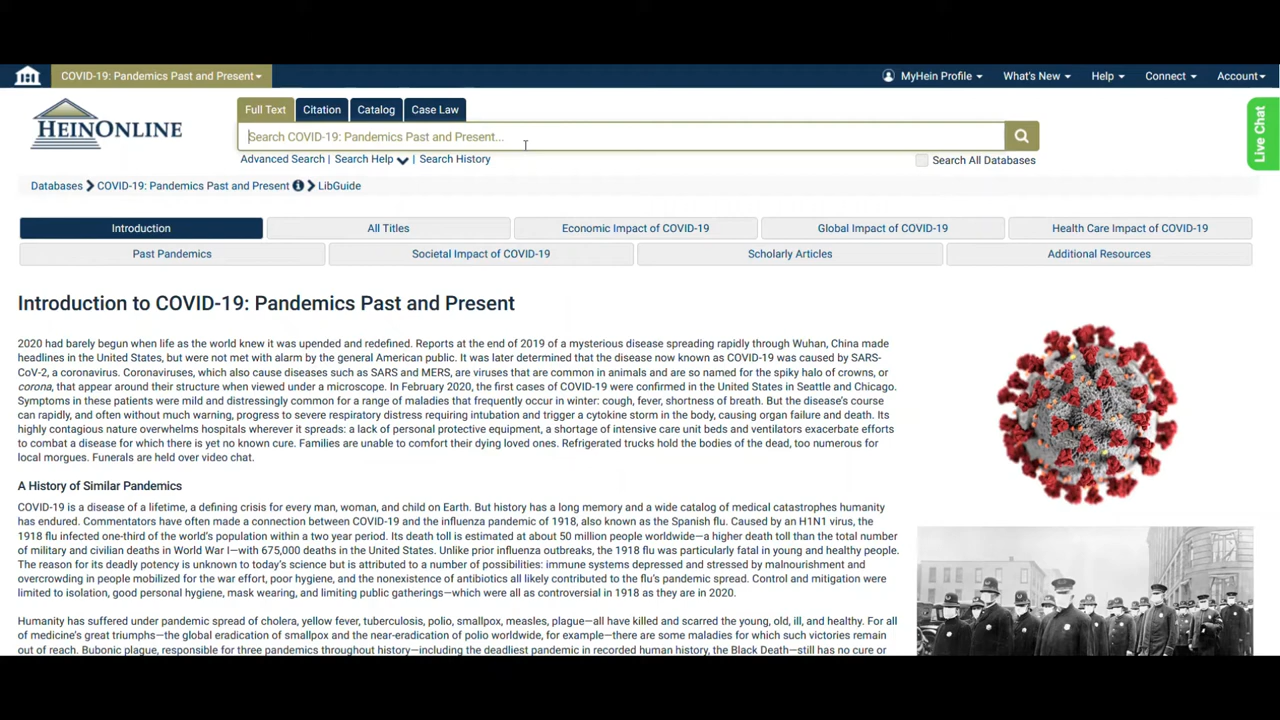 COVID-19: Pandemics Past and Present
MyHein Profile
What's New
Help
Connect
Account
HEINONLINE
Full Text
Citation
Catalog
Case Law
Search COVID-19: Pandemics Past and Present...
Advanced Search | Search Help | Search History
Search All Databases
Live Chat
Databases COVID-19: Pandemics Past and Present LibGuide
Introduction
All Titles
Economic Impact of COVID-19
Global Impact of COVID-19
Health Care Impact of COVID-19
Past Pandemics
Societal Impact of COVID-19
Scholarly Articles
Additional Resources
Introduction to COVID-19: Pandemics Past and Present
2020 had barely begun when life as the world knew it was upended and redefined. Reports at the end of 2019 of a mysterious disease spreading rapidly through Wuhan, China made
headlines in the United States, but were not met with alarm by the general American public. It was later determined that the disease now known as COVID-19 was caused by SARS-
CoV-2, a coronavirus. Coronaviruses, which also cause diseases such as SARS and MERS, are viruses that are common in animals and are so named for the spiky halo of crowns, or
corona, that appear around their structure when viewed under a microscope. In February 2020, the first cases of COVID-19 were confirmed in the United States in Seattle and Chicago.
Symptoms in these patients were mild and distressingly common for a range of maladies that frequently occur in winter: cough, fever, shortness of breath. But the disease's course
can rapidly, and often without much warning, progress to severe respiratory distress requiring intubation and trigger a cytokine storm in the body, causing organ failure and death. Its
highly contagious nature overwhelms hospitals wherever it spreads: a lack of personal protective equipment, a shortage of intensive care unit beds and ventilators exacerbate efforts
to combat a disease for which there is yet no known cure. Families are unable to comfort their dying loved ones. Refrigerated trucks hold the bodies of the dead, too numerous for
local morgues. Funerals are held over video chat.
A History of Similar Pandemics
COVID-19 is a disease of a lifetime, a defining crisis for every man, woman, and child on Earth. But history has a long memory and a wide catalog of medical catastrophes humanity
has endured. Commentators have often made a connection between COVID-19 and the influenza pandemic of 1918, also known as the Spanish flu. Caused by an H1N1 virus, the
1918 flu infected one-third of the world's population within a two year period. Its death toll is estimated at about 50 million people worldwide—a higher death toll than the total number
of military and civilian deaths in World War I—with 675,000 deaths in the United States. Unlike prior influenza outbreaks, the 1918 flu was particularly fatal in young and healthy people.
The reason for its deadly potency is unknown to today's science but is attributed to a number of possibilities: immune systems depressed and stressed by malnourishment and
overcrowding in people mobilized for the war effort, poor hygiene, and the nonexistence of antibiotics all likely contributed to the flu's pandemic spread. Control and mitigation were
limited to isolation, good personal hygiene, mask wearing, and limiting public gatherings—which were all as controversial in 1918 as they are in 2020.
Humanity has suffered under pandemic spread of cholera, yellow fever, tuberculosis, polio, smallpox, measles, plague—all have killed and scarred the young, old, ill, and healthy. For all
of medicine's great triumphs—the global eradication of smallpox and the near-eradication of polio worldwide, for example—there are some maladies for which such victories remain
out of reach. Bubonic plague, responsible for three pandemics throughout history—including the deadliest pandemic in recorded human history, the Black Death—still has no cure or